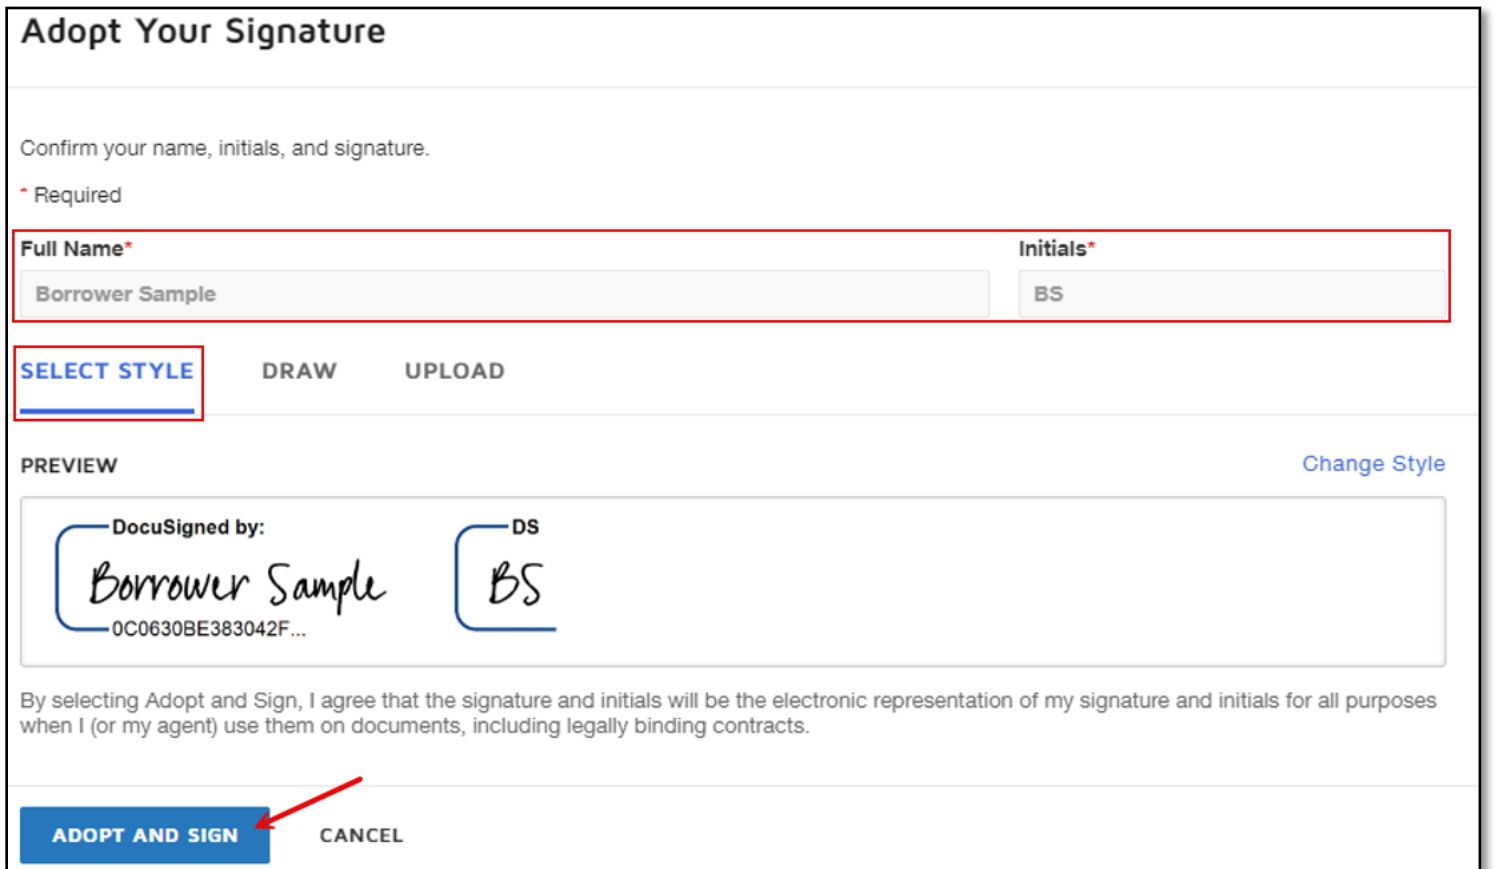 Adopt Your Signature
Confirm your name, initials, and signature.
* Required
Full Name* Initials*
Borrower Sample BS
SELECT STYLE DRAW UPLOAD
PREVIEW Change Style
DocuSigned by: DS
Borrower Sample BS
0C0630BE383042F...
By selecting Adopt and Sign, I agree that the signature and initials will be the electronic representation of my signature and initials for all purposes
when I (or my agent) use them on documents, including legally binding contracts.
ADOPT AND SIGN CANCEL